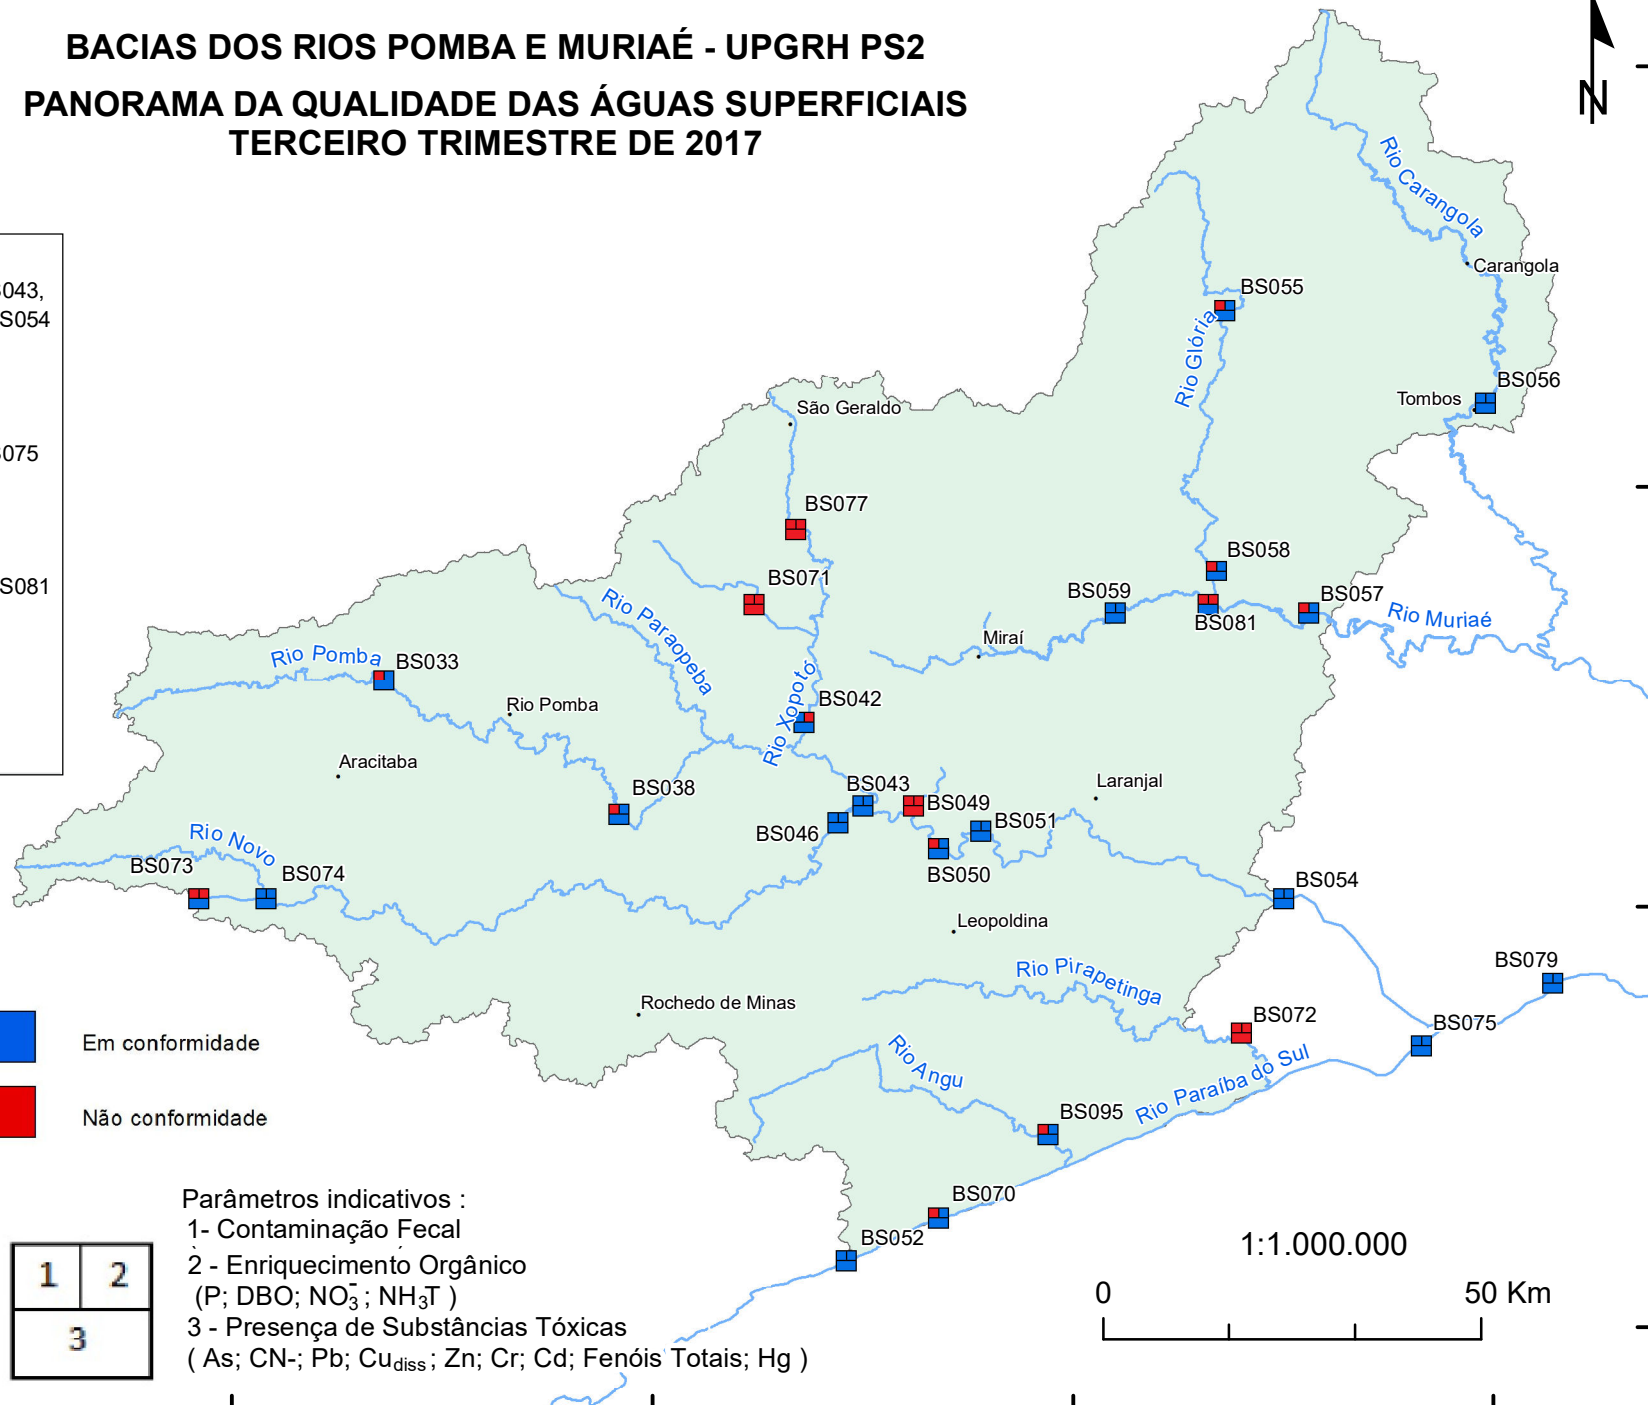 BACIAS DOS RIOS POMBA E MURIAÉ - UPGRH PS2
PANORAMA DA QUALIDADE DAS ÁGUAS SUPERFICIAIS
TERCEIRO TRIMESTRE DE 2017
N
Rio Carangola
Carangola
043,
S054
BS055
Rio Glória
BS056
Tombos
São Geraldo
075
BS077
BS058
BS071
S081
BS059
BS057
Rio Paraopeba
BS081
Rio Muriaé
Miraí
Rio Pomba
BS033
Rio Xopotó
BS042
Rio Pomba
Aracitaba
BS038
BS043
Laranjal
BS049
BS046
BS051
Rio Novo
BS073
BS074
BS050
BS054
Leopoldina
BS079
Rio Pirapetinga
Rochedo de Minas
BS072
BS075
Em conformidade
Rio Angu
Rio Paraíba do Sul
Não conformidade
BS095
BS070
BS052
Parâmetros indicativos :
1- Contaminação Fecal
2 - Enriquecimento Orgânico
(P; DBO; NO₃⁻; NH₃T )
3 - Presença de Substâncias Tóxicas
( As; CN-; Pb; Cudiss ; Zn; Cr; Cd; Fenóis Totais; Hg )
1 2
3
1:1.000.000
0 50 Km